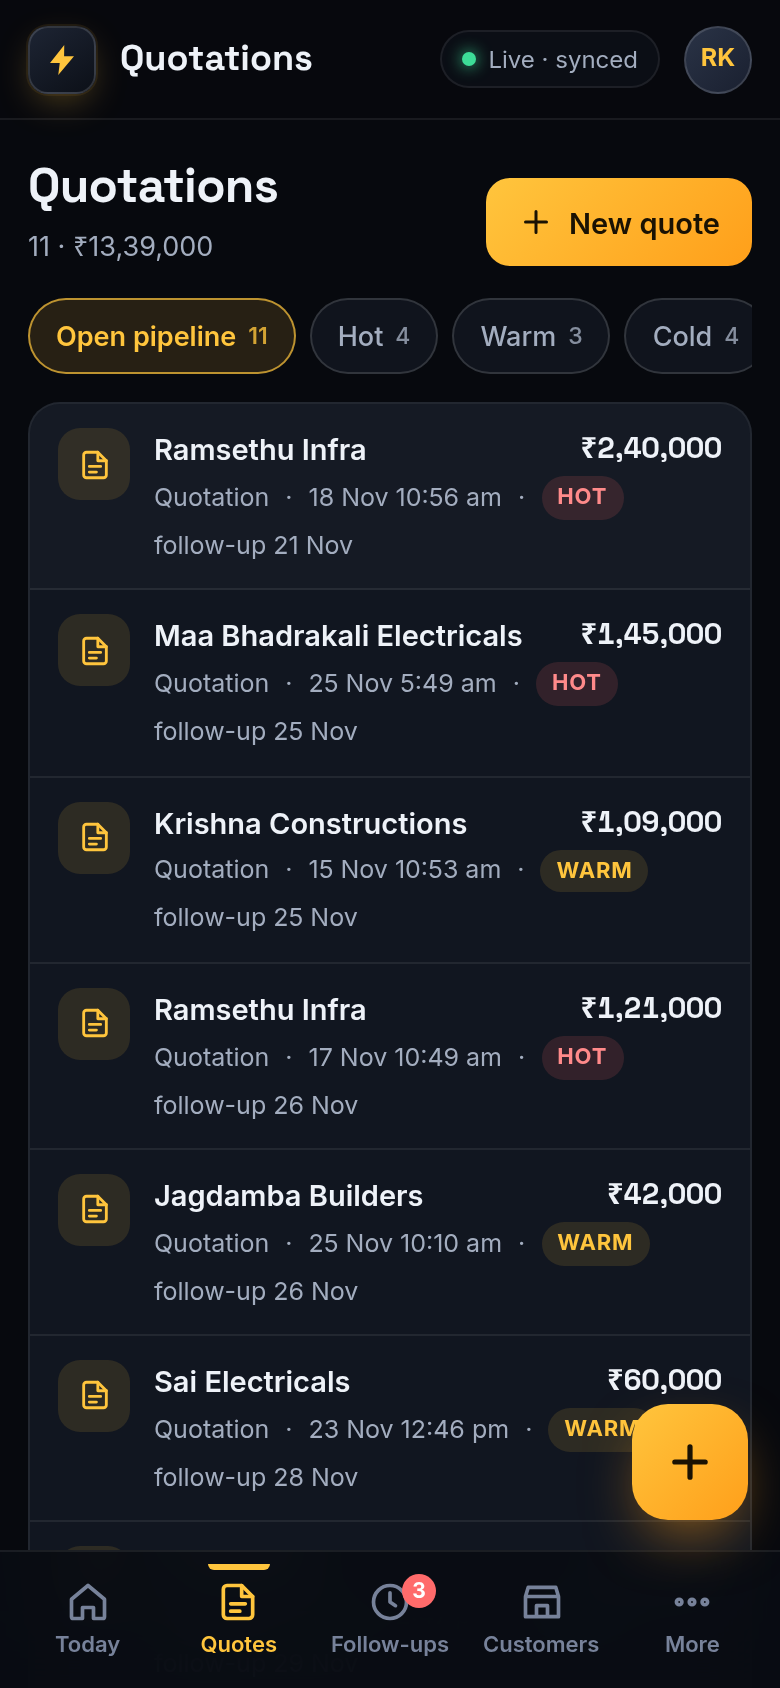 Quotations
Live · synced
RK
Quotations
11 · ₹13,39,000
New quote
Open pipeline 11
Hot 4
Warm 3
Cold 4
Ramsethu Infra ₹2,40,000
Quotation · 18 Nov 10:56 am · HOT
follow-up 21 Nov
Maa Bhadrakali Electricals ₹1,45,000
Quotation · 25 Nov 5:49 am · HOT
follow-up 25 Nov
Krishna Constructions ₹1,09,000
Quotation · 15 Nov 10:53 am · WARM
follow-up 25 Nov
Ramsethu Infra ₹1,21,000
Quotation · 17 Nov 10:49 am · HOT
follow-up 26 Nov
Jagdamba Builders ₹42,000
Quotation · 25 Nov 10:10 am · WARM
follow-up 26 Nov
Sai Electricals ₹60,000
Quotation · 23 Nov 12:46 pm · WARM
follow-up 28 Nov
3
Today
Quotes
Follow-ups
Customers
More